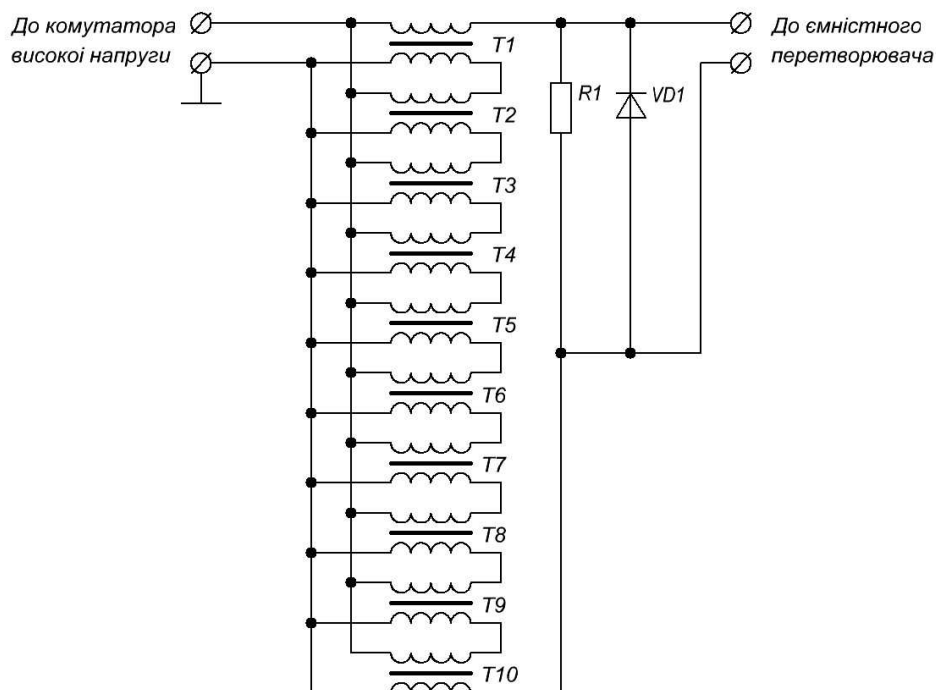 До комутатора
високої напруги
До ємністного
перетворювача
T1
R1
VD1
T2
T3
T4
T5
T6
T7
T8
T9
T10